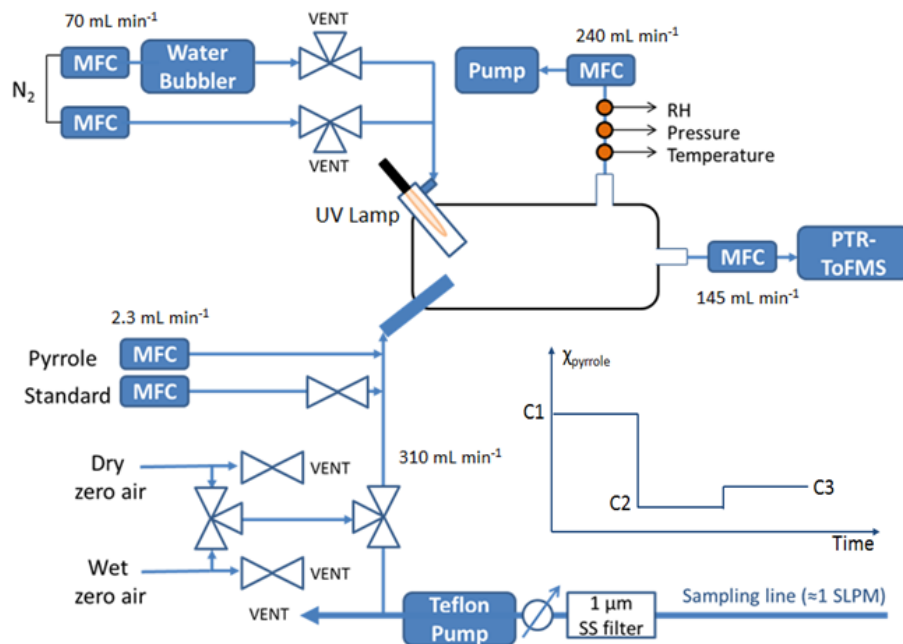 70 mL min⁻¹
VENT
MFC
Water
Bubbler
N₂
MFC
VENT
UV Lamp
240 mL min⁻¹
Pump
MFC
RH
Pressure
Temperature
MFC
PTR-
ToFMS
145 mL min⁻¹
2.3 mL min⁻¹
Pyrrole
MFC
Standard
MFC
310 mL min⁻¹
Dry
zero air
VENT
Wet
zero air
VENT
χpyrrole
C1
C2
C3
Time
VENT
Teflon
Pump
1 µm
SS filter
Sampling line (≈1 SLPM)